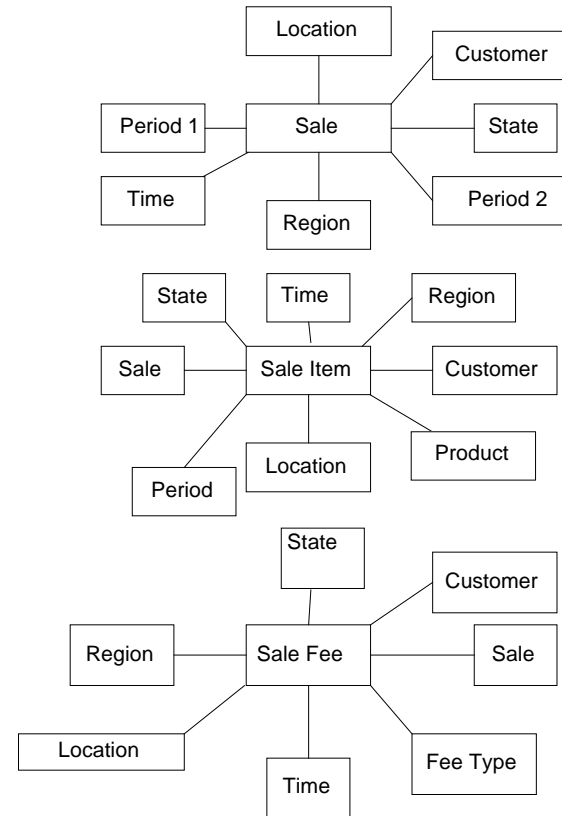 Location
Customer
Period 1
Sale
State
Time
Region
Period 2
State
Time
Region
Sale
Sale Item
Customer
Period
Location
Product
State
Customer
Region
Sale Fee
Sale
Location
Time
Fee Type